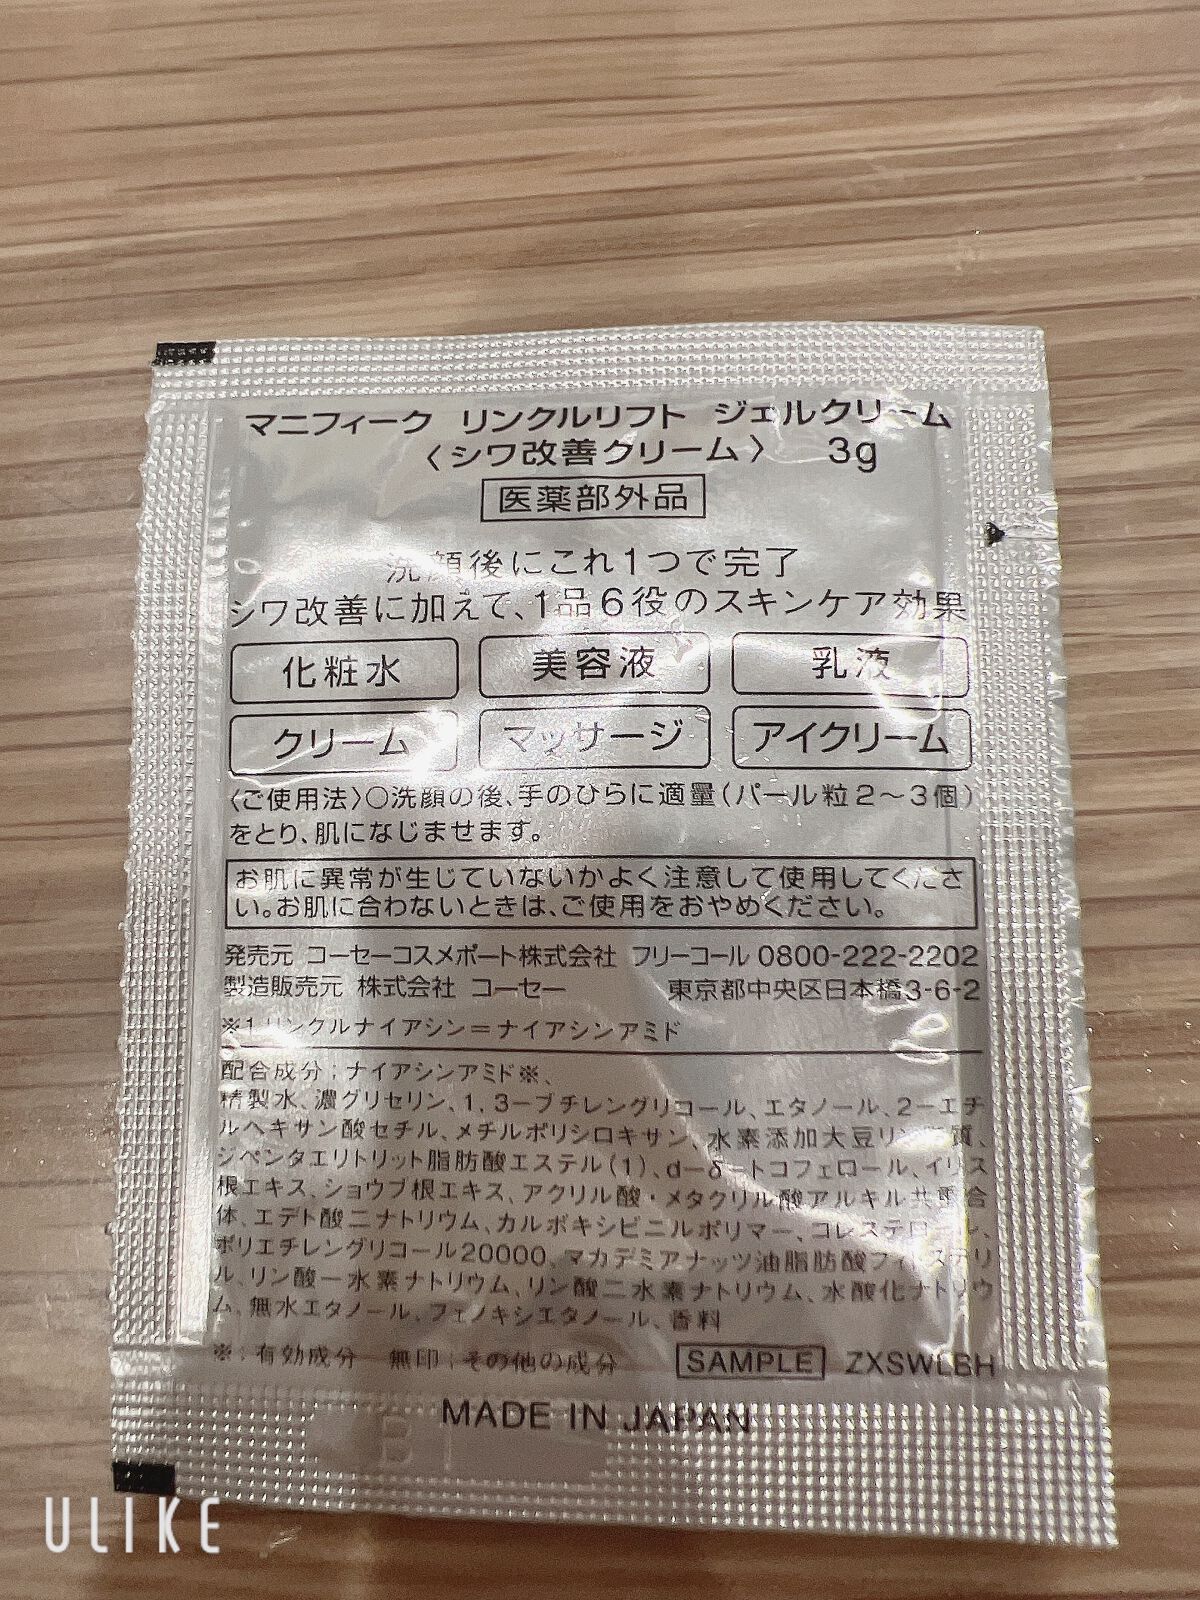 マニフィーク リンクルリフト ジェルクリーム
〈シワ改善クリーム〉 3g
医薬部外品
洗顔後にこれ1つで完了
シワ改善に加えて、1品6役のスキンケア効果
化粧水 美容液 乳液
クリーム マッサージ アイクリーム
〈ご使用法〉○洗顔の後、手のひらに適量(パール粒2〜3個)
をとり、肌になじませます。
お肌に異常が生じていないかよく注意して使用してくださ
い。お肌に合わないときは、ご使用をおやめください。
発売元 コーセーコスメポート株式会社 フリーコール 0800-222-2202
製造販売元 株式会社 コーセー 東京都中央区日本橋3-6-2
※1 リンクルナイアシン＝ナイアシンアミド
配合成分：ナイアシンアミド※、
精製水、濃グリセリン、1，3－ブチレングリコール、エタノール、2－エチ
ルヘキサン酸セチル、メチルポリシロキサン、水素添加大豆リン脂質、
ジペンタエリトリット脂肪酸エステル(1)、d－δ－トコフェロール、イリス
根エキス、ショウブ根エキス、アクリル酸・メタクリル酸アルキル共重合
体、エデト酸二ナトリウム、カルボキシビニルポリマー、コレステロール、
ポリエチレングリコール20000、マカデミアナッツ油脂肪酸フィトステリ
ル、リン酸一水素ナトリウム、リン酸二水素ナトリウム、水酸化ナトリウ
ム、無水エタノール、フェノキシエタノール、香料
※：有効成分 無印：その他の成分 SAMPLE ZXSWLBH
MADE IN JAPAN
ULIKE